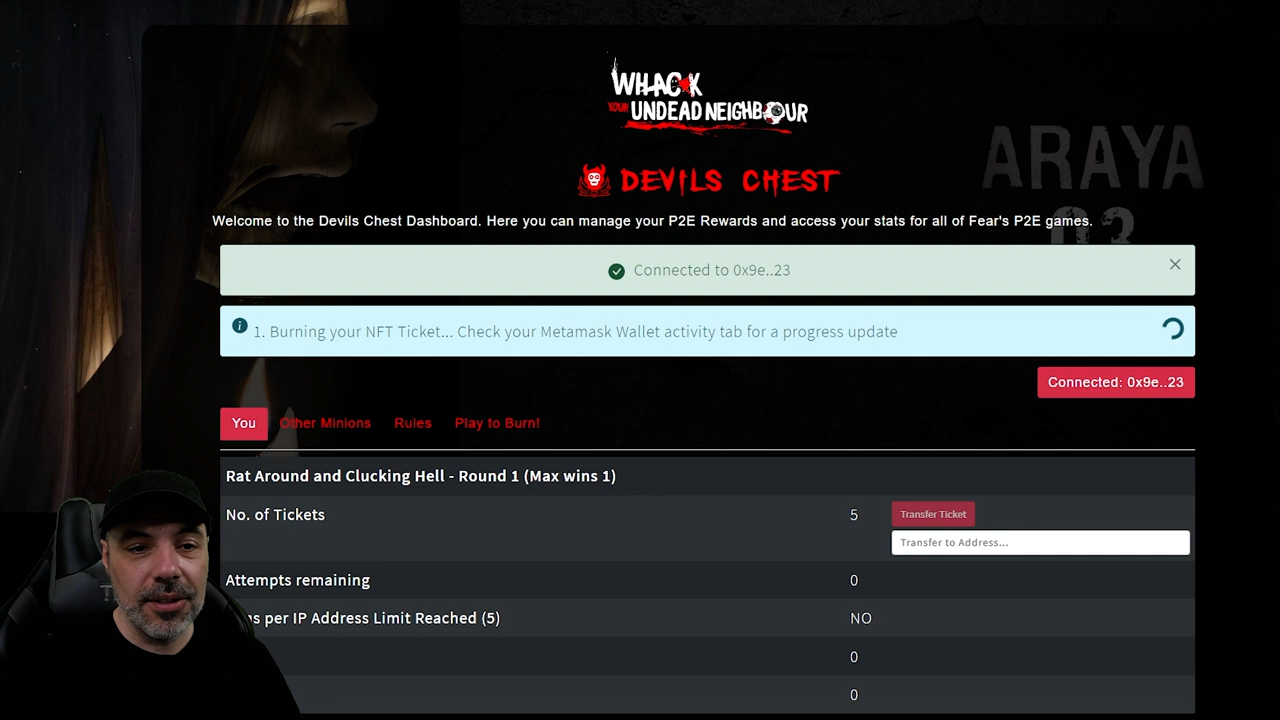 WHACK
YOUR UNDEAD NEIGHBOUR
ARAYA
03
DEVILS CHEST
Welcome to the Devils Chest Dashboard. Here you can manage your P2E Rewards and access your stats for all of Fear's P2E games.
Connected to 0x9e..23
1. Burning your NFT Ticket... Check your Metamask Wallet activity tab for a progress update
Connected: 0x9e..23
You Other Minions Rules Play to Burn!
Rat Around and Clucking Hell - Round 1 (Max wins 1)
No. of Tickets 5 Transfer Ticket
Transfer to Address...
Attempts remaining 0
per IP Address Limit Reached (5) NO
0
0